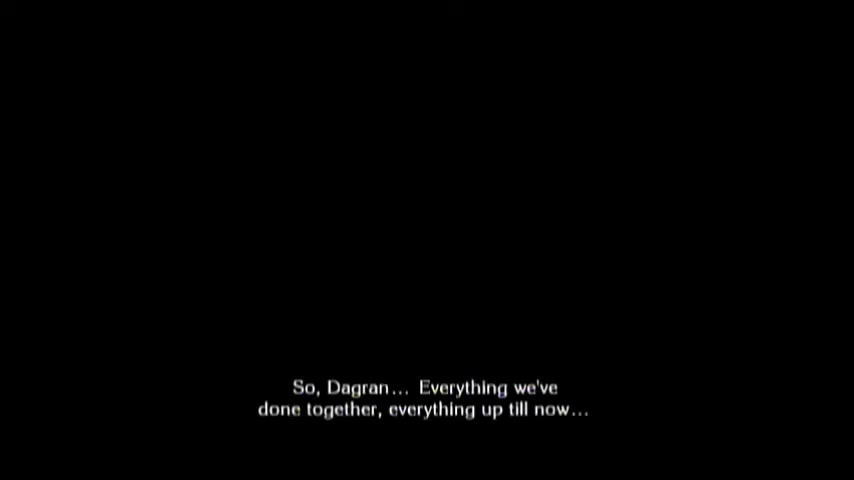 So, Dagran... Everything we've
done together, everything up till now...